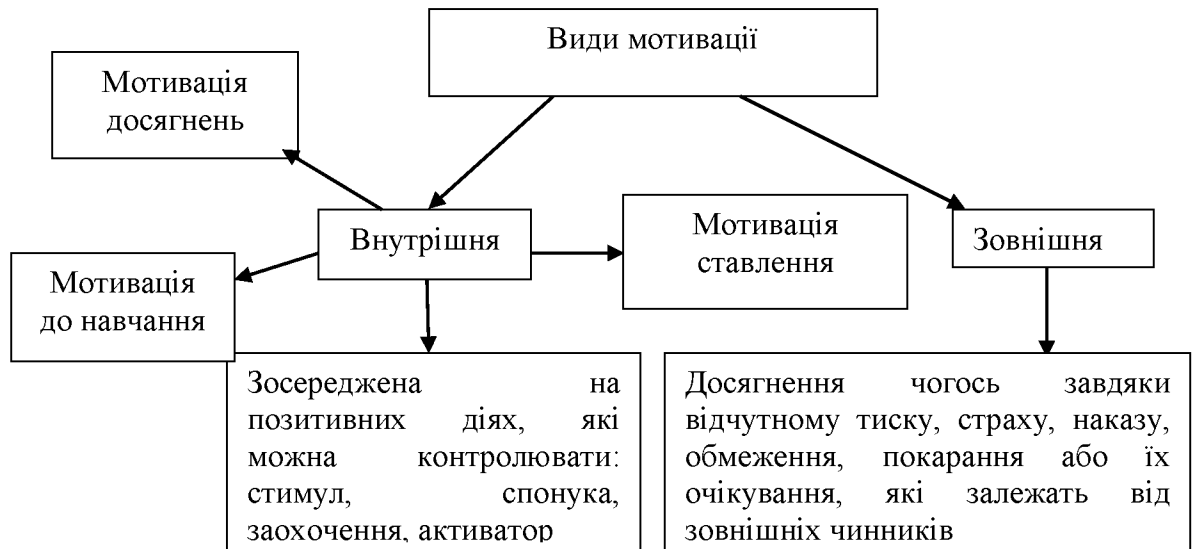 Види мотивації
Мотивація
досягнень
Внутрішня
Мотивація
ставлення
Зовнішня
Мотивація
до навчання
Зосереджена на
позитивних діях, які
можна контролювати:
стимул, спонука,
заохочення, активатор
Досягнення чогось завдяки
відчутному тиску, страху, наказу,
обмеження, покарання або їх
очікування, які залежать від
зовнішніх чинників